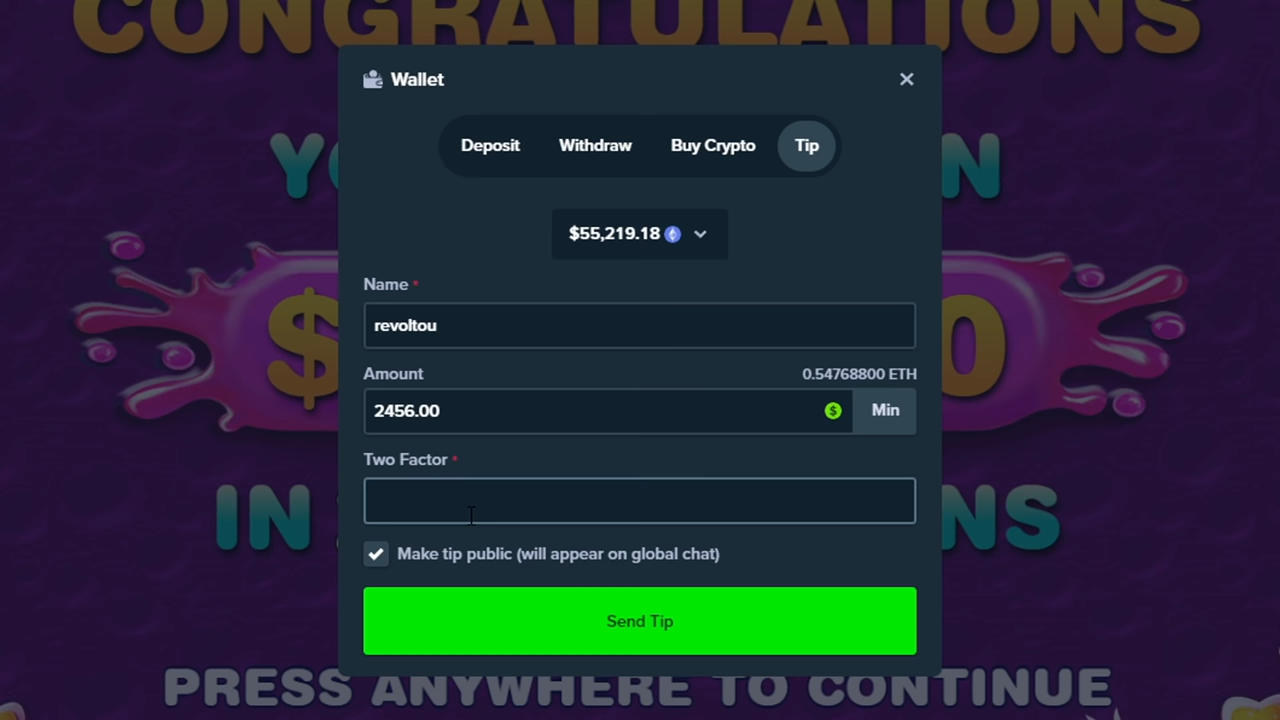 CONGRATULATIONS
Wallet
Deposit Withdraw Buy Crypto Tip
$55,219.18
Name *
revoltou
Amount 0.54768800 ETH
2456.00 $ Min
Two Factor *
IN
Make tip public (will appear on global chat)
Send Tip
PRESS ANYWHERE TO CONTINUE